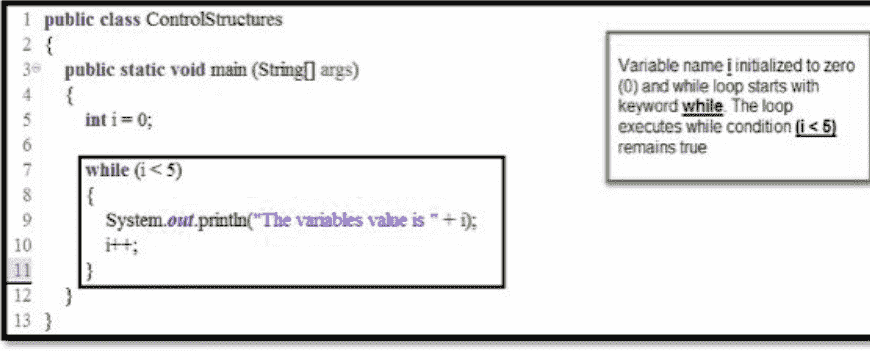 1 public class ControlStructures
2 {
3 public static void main (String[] args)
4 {
5 int i = 0;
6
7 while (i < 5)
8 {
9 System.out.println("The variables value is " + i);
10 i++;
11 }
12 }
13 }
Variable name i initialized to zero
(0) and while loop starts with
keyword while. The loop
executes while condition (i < 5)
remains true